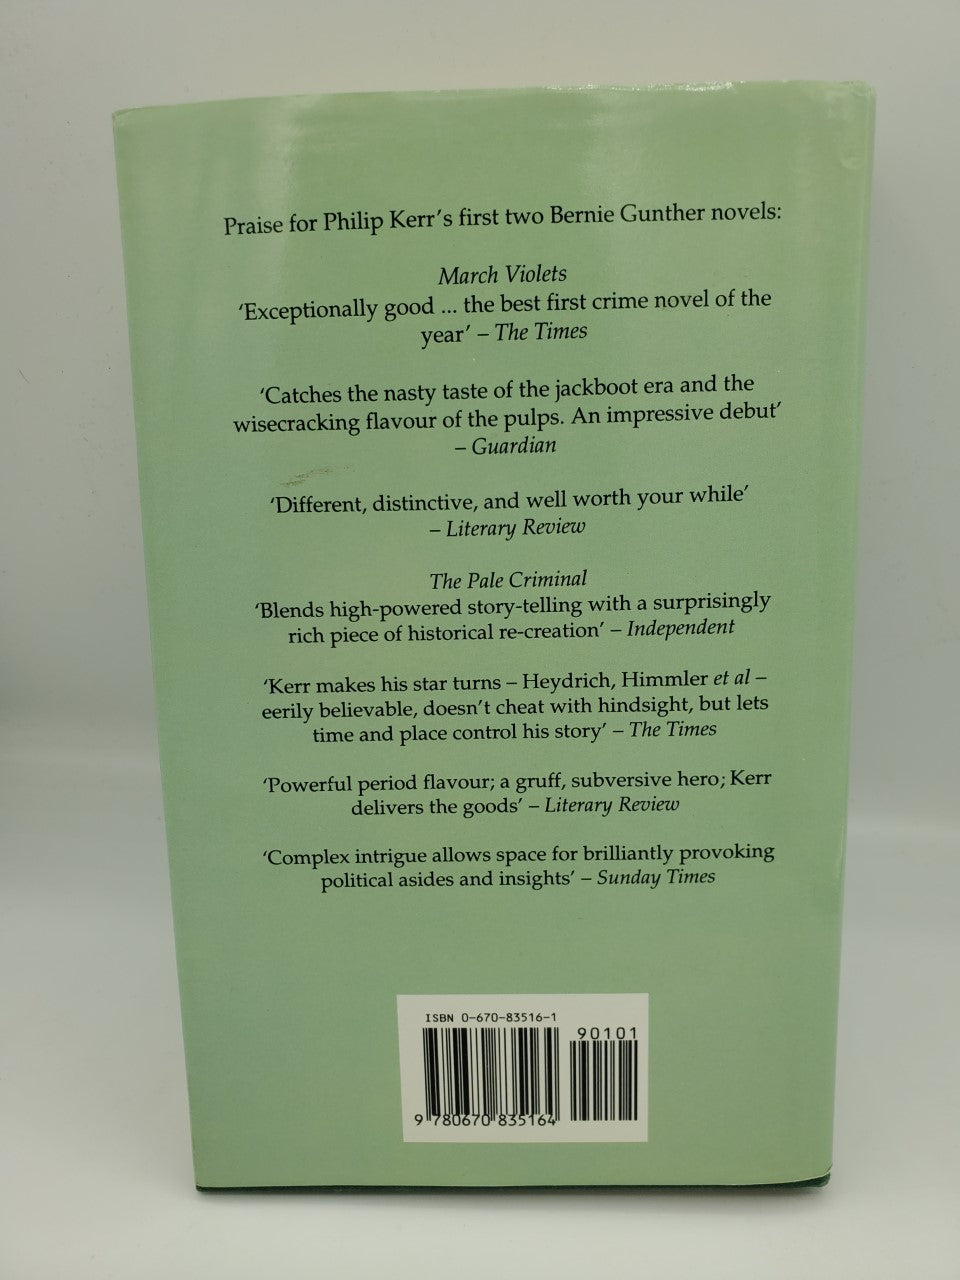 Praise for Philip Kerr's first two Bernie Gunther novels:
March Violets
‘Exceptionally good ... the best first crime novel of the
year’ – The Times
‘Catches the nasty taste of the jackboot era and the
wisecracking flavour of the pulps. An impressive debut’
– Guardian
‘Different, distinctive, and well worth your while’
– Literary Review
The Pale Criminal
‘Blends high-powered story-telling with a surprisingly
rich piece of historical re-creation’ – Independent
‘Kerr makes his star turns – Heydrich, Himmler et al –
eerily believable, doesn’t cheat with hindsight, but lets
time and place control his story’ – The Times
‘Powerful period flavour; a gruff, subversive hero; Kerr
delivers the goods’ – Literary Review
‘Complex intrigue allows space for brilliantly provoking
political asides and insights’ – Sunday Times
ISBN 0-670-83516-1
90101
9 780670 835164